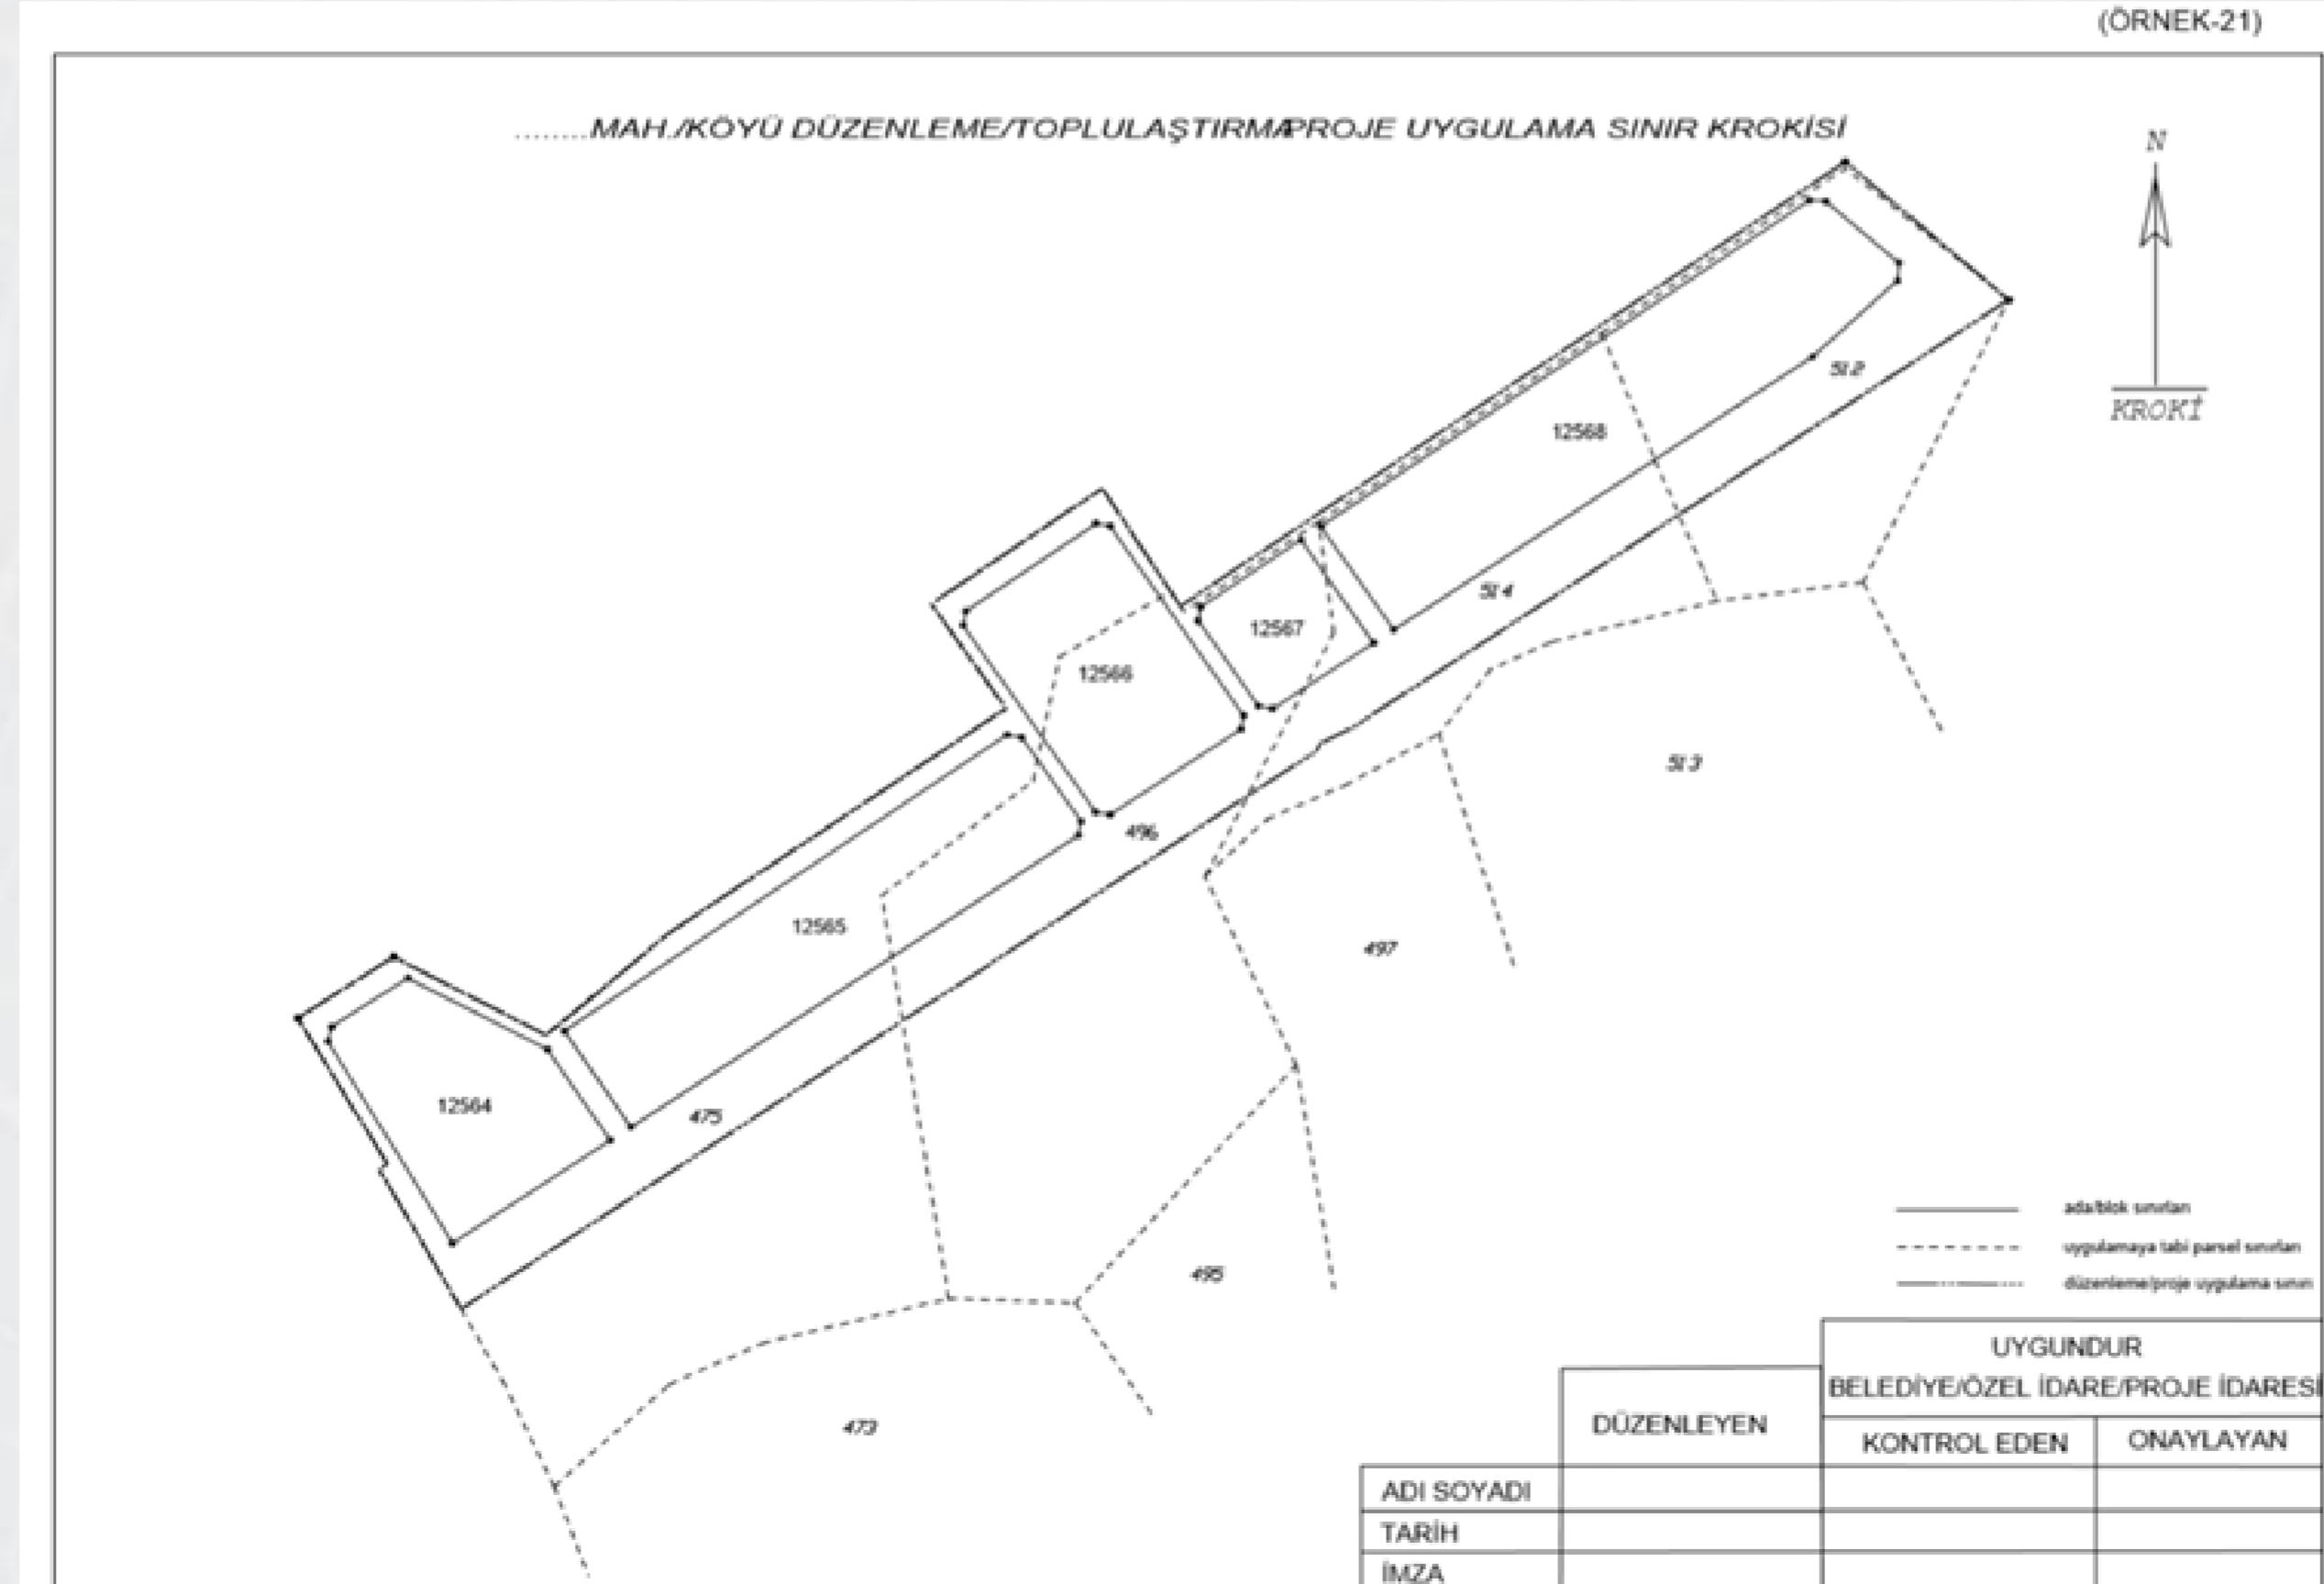 (ÖRNEK-21)
........MAH./KÖYÜ DÜZENLEME/TOPLULAŞTIRMA PROJE UYGULAMA SINIR KROKİSİ
N
KROKİ
512
12568
514
12567
12566
513
496
12565
497
12564
475
495
473
ada/blok sınırları
uygulamaya tabi parsel sınırları
düzenleme/proje uygulama sınırı
UYGUNDUR
BELEDİYE/ÖZEL İDARE/PROJE İDARESİ
DÜZENLEYEN
KONTROL EDEN
ONAYLAYAN
ADI SOYADI
TARİH
İMZA